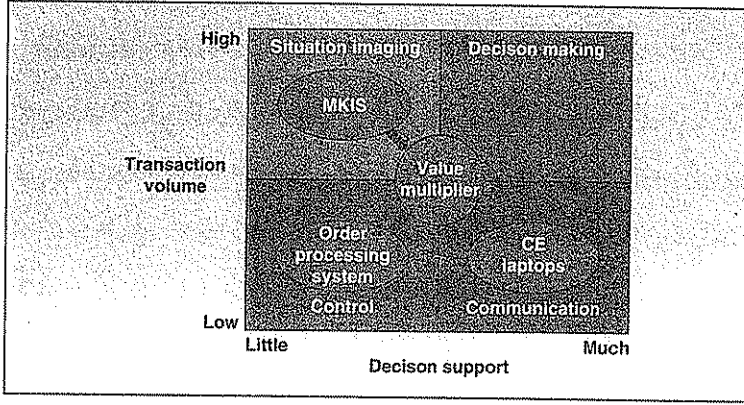 High
Situation imaging
Decison making
MKIS
Transaction
volume
Value
multiplier
Order
processing
system
CE
laptops
Control
Communication
Low
Little
Much
Decison support